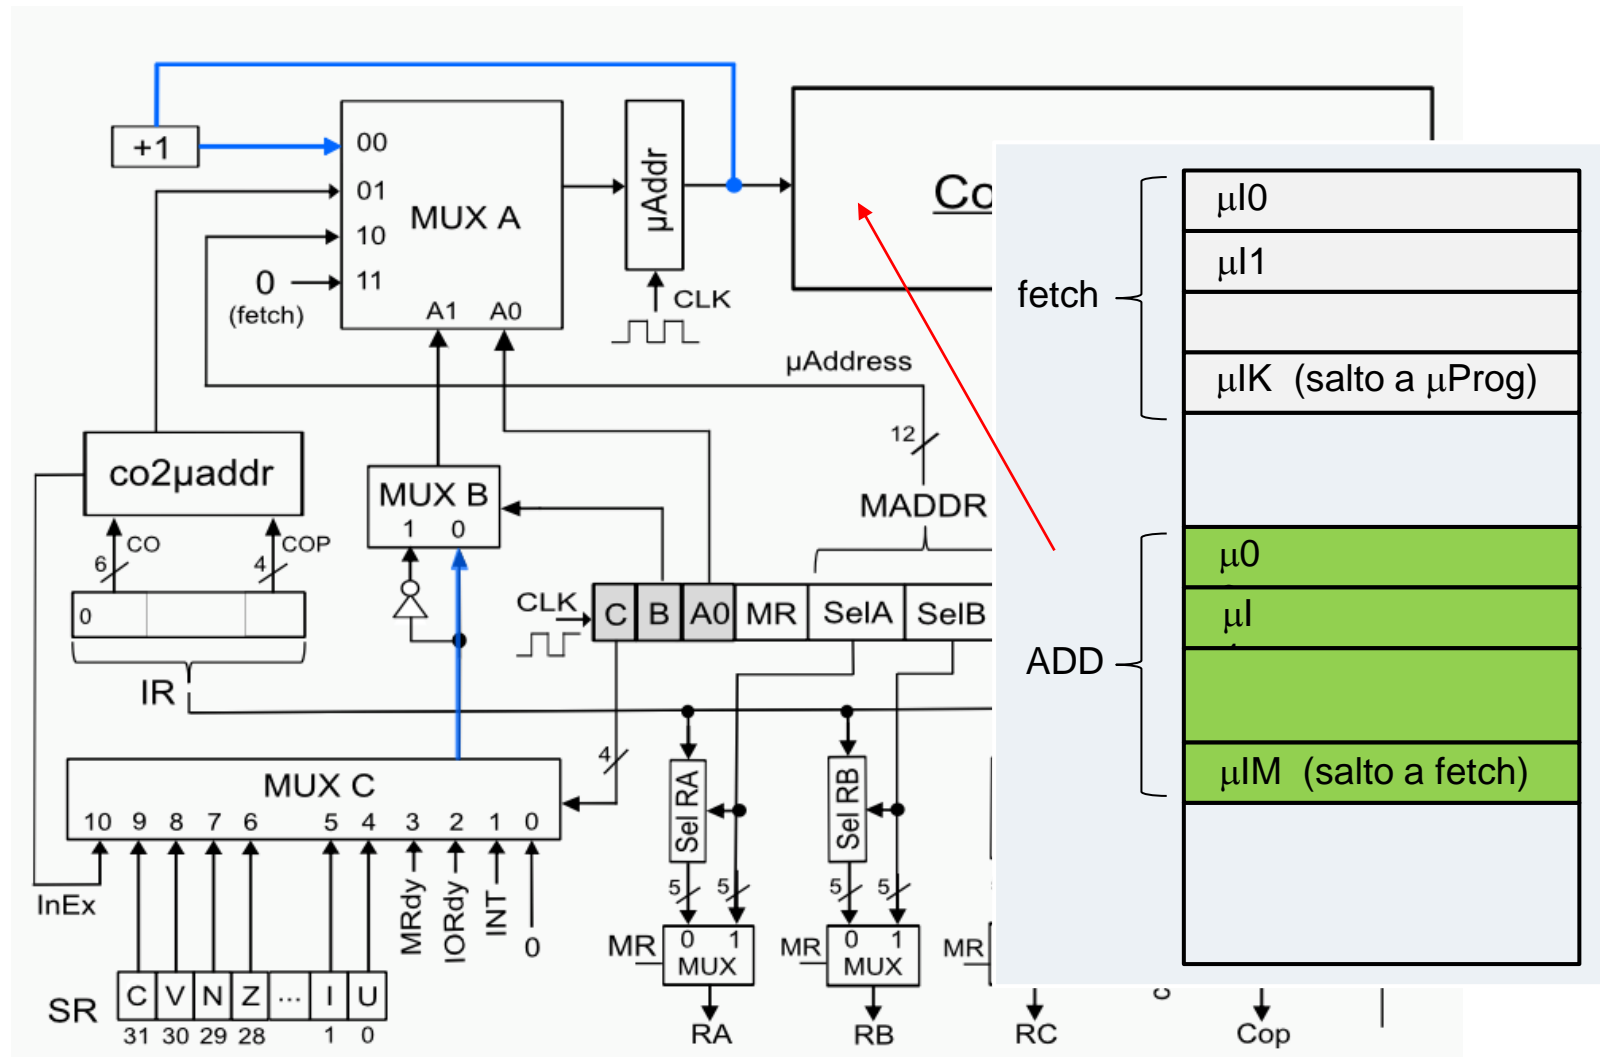 +1
00
01
10
11
MUX A
0
(fetch)
A1 A0
µAddr
CLK
Co
µAddress
12
MADDR
co2µaddr
CO
COP
6
4
0
IR
MUX B
1 0
CLK
C B A0 MR SelA SelB
4
MUX C
10 9 8 7 6 5 4 3 2 1 0
InEx
MRdy
IORdy
INT
0
SR
C V N Z ... I U
31 30 29 28 1 0
Sel RA
5 5
MR
0 1
MUX
RA
Sel RB
5 5
MR
0 1
MUX
RB
MR
RC
Cop
fetch
µI0
µI1
µIK (salto a µProg)
ADD
µ0
µI
µIM (salto a fetch)